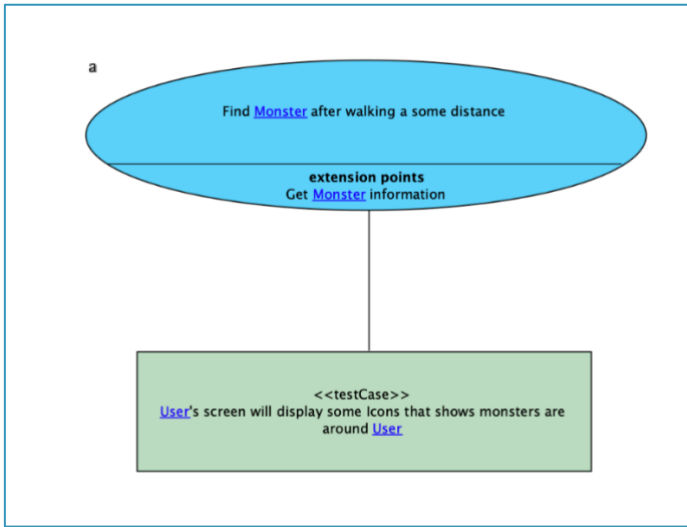 a
Find Monster after walking a some distance
extension points
Get Monster information
<<testCase>>
User's screen will display some Icons that shows monsters are
around User